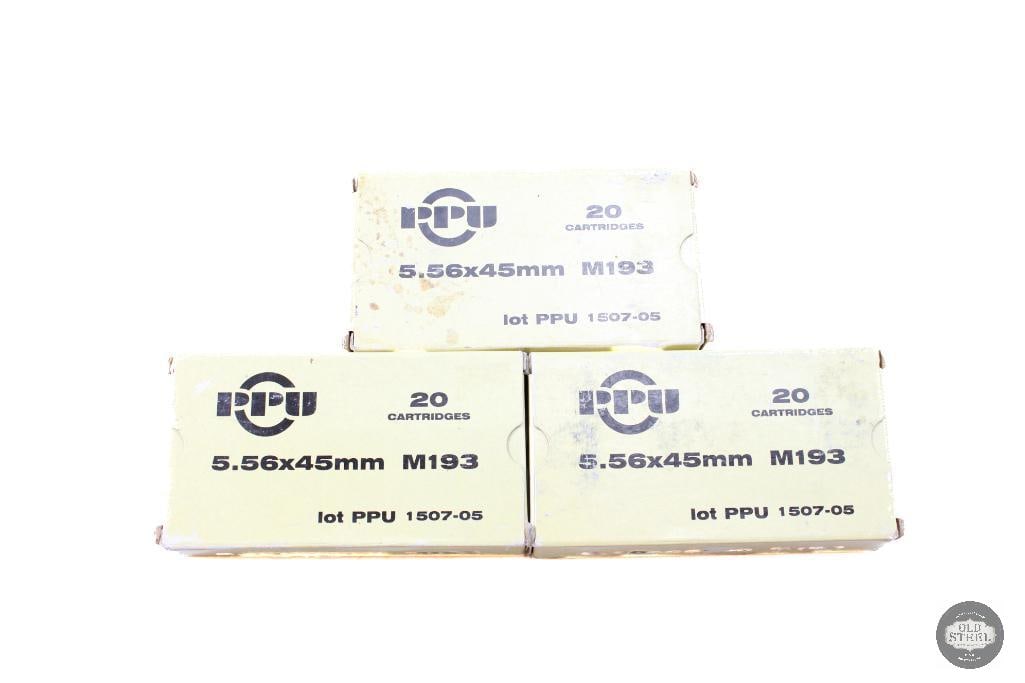 PPU
20
CARTRIDGES
5.56x45mm M193
lot PPU 1507-05
PPU
20
CARTRIDGES
5.56x45mm M193
lot PPU 1507-05
PPU
20
CARTRIDGES
5.56x45mm M193
lot PPU 1507-05
OLD
STEEL